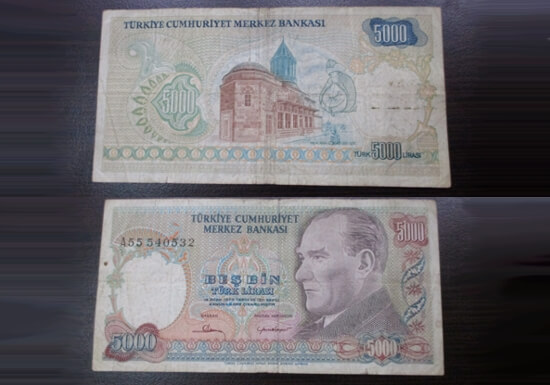 TÜRKİYE CUMHURİYET MERKEZ BANKASI
5000
5000
TÜRK 5000 LİRASI
TÜRKİYE CUMHURİYET
MERKEZ BANKASI
5000
A55 540532
BEŞBİN
TÜRK LİRASI
5000
5000